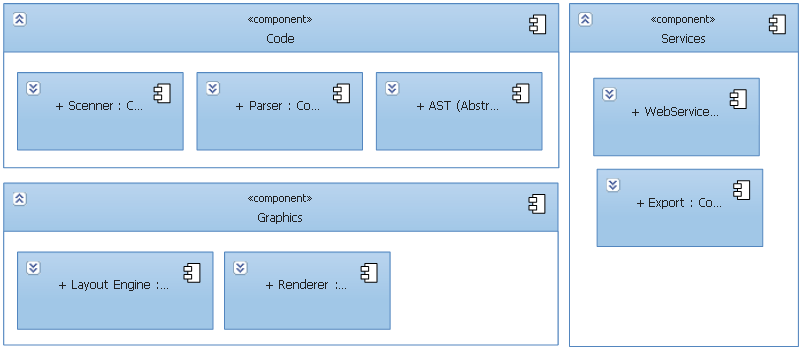 «component»
Code
+ Scenner : C...
+ Parser : Co...
+ AST (Abstr...
«component»
Graphics
+ Layout Engine :...
+ Renderer :...
«component»
Services
+ WebService...
+ Export : Co...